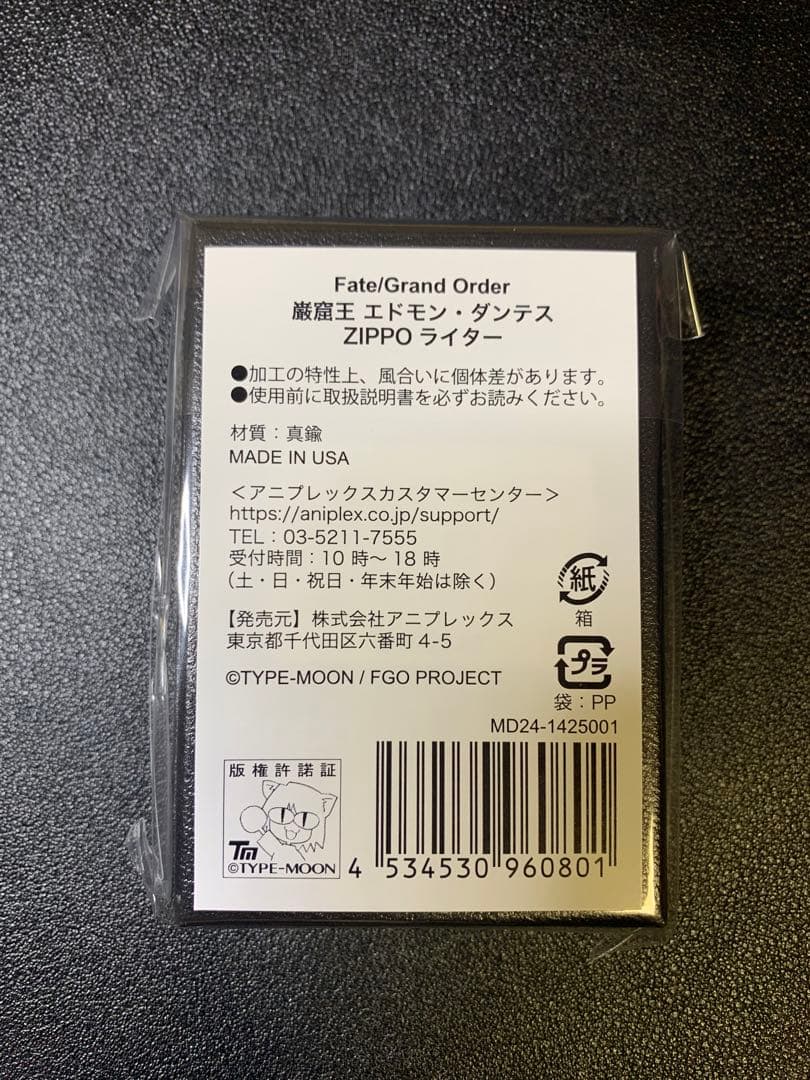 Fate/Grand Order
巌窟王 エドモン・ダンテス
ZIPPO ライター
●加工の特性上、風合いに個体差があります。
●使用前に取扱説明書を必ずお読みください。
材質：真鍮
MADE IN USA
＜アニプレックスカスタマーセンター＞
https://aniplex.co.jp/support/
TEL：03-5211-7555
受付時間：10 時～ 18 時
（土・日・祝日・年末年始は除く）
【発売元】株式会社アニプレックス
東京都千代田区六番町 4-5
©TYPE-MOON / FGO PROJECT
紙
箱
プラ
袋：PP
MD24-1425001
版権許諾証
TM
©TYPE-MOON
4 534530 960801